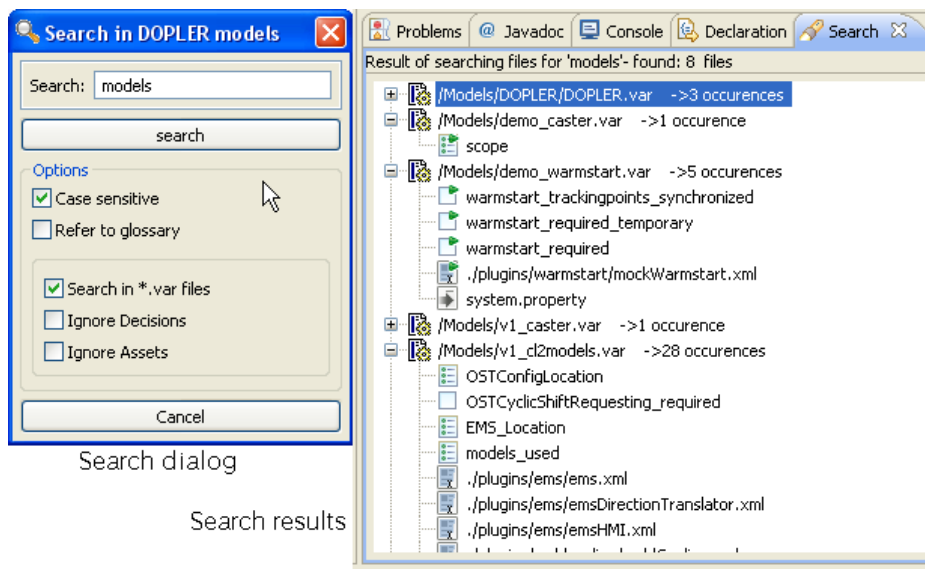 Search in DOPLER models
Search: models
search
Options
Case sensitive
Refer to glossary
Search in *.var files
Ignore Decisions
Ignore Assets
Cancel
Search dialog
Search results
Problems @ Javadoc Console Declaration Search
Result of searching files for 'models'- found: 8 files
/Models/DOPLER/DOPLER.var ->3 occurences
/Models/demo_caster.var ->1 occurence
scope
/Models/demo_warmstart.var ->5 occurences
warmstart_trackingpoints_synchronized
warmstart_required_temporary
warmstart_required
./plugins/warmstart/mockWarmstart.xml
system.property
/Models/v1_caster.var ->1 occurence
/Models/v1_cl2models.var ->28 occurences
OSTConfigLocation
OSTCyclicShiftRequesting_required
EMS_Location
models_used
./plugins/ems/ems.xml
./plugins/ems/emsDirectionTranslator.xml
./plugins/ems/emsHMI.xml